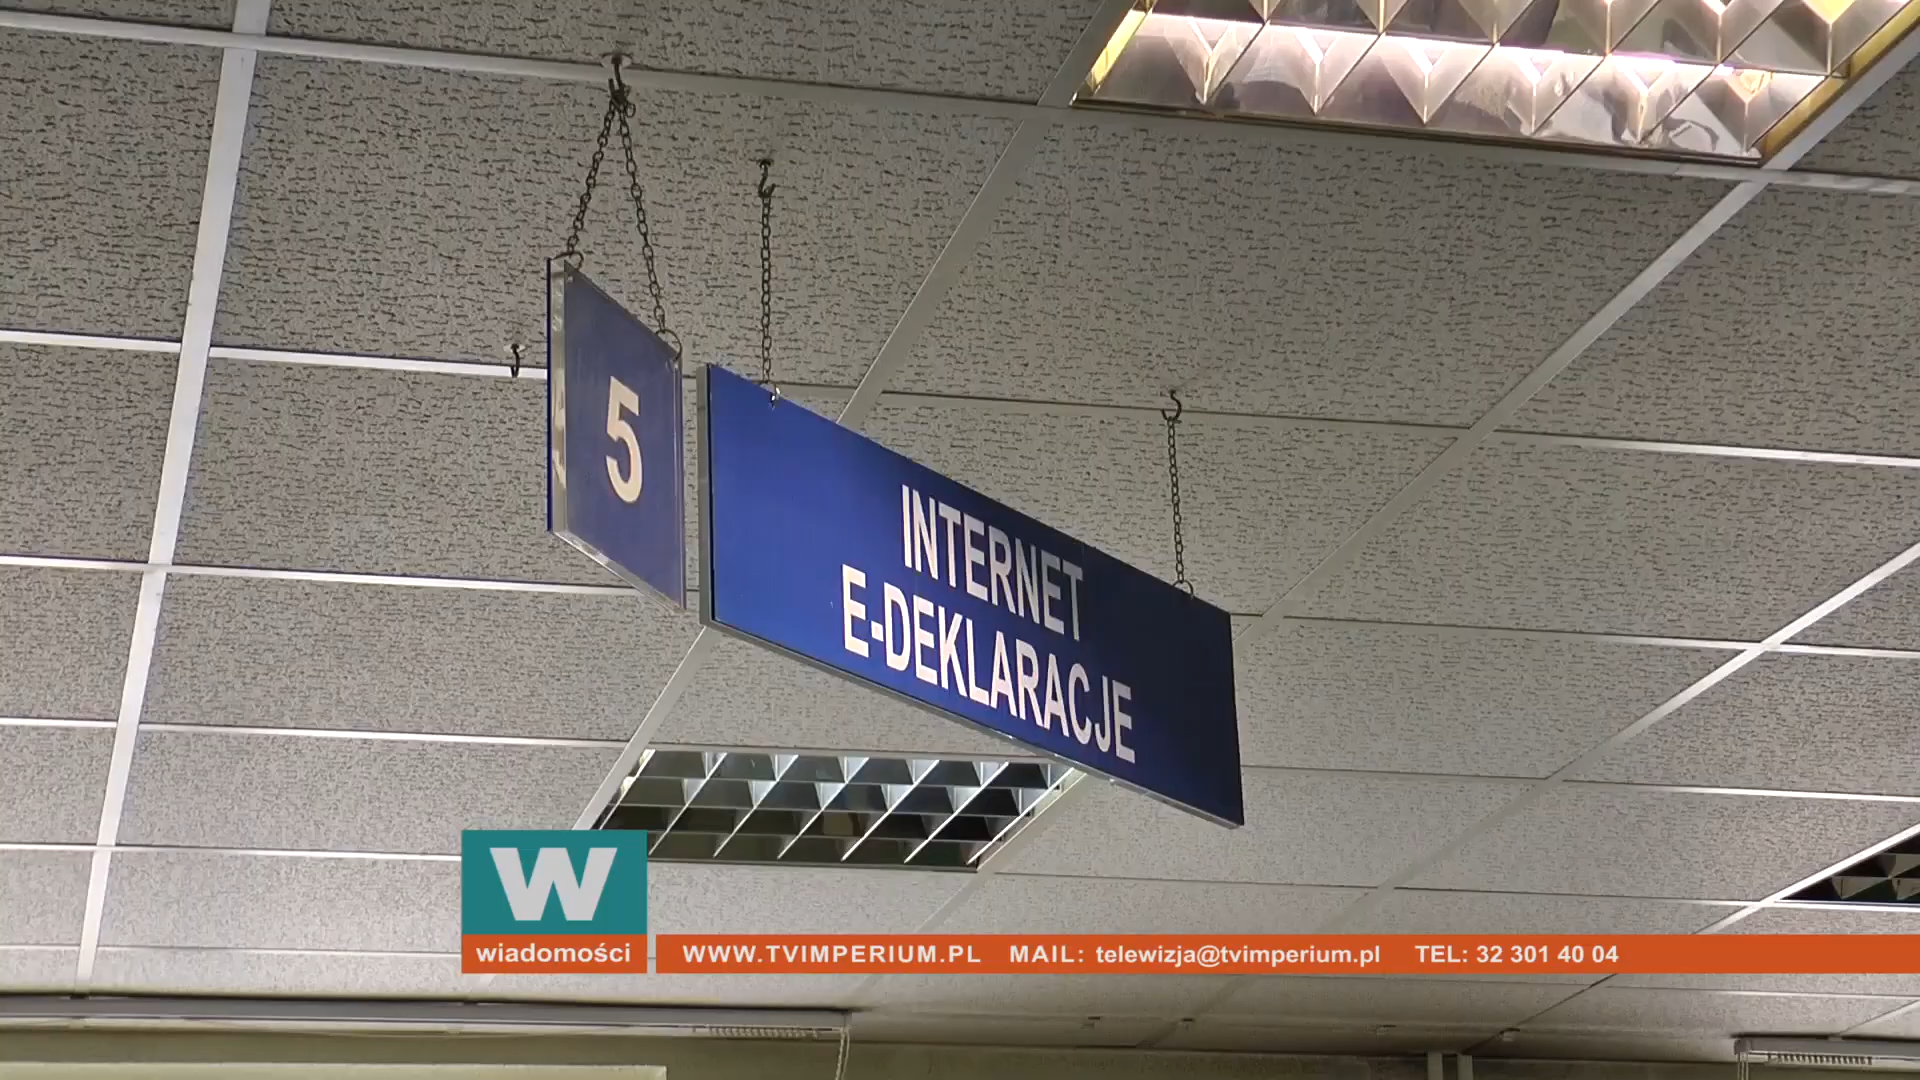 5
INTERNET
E-DEKLARACJE
W
wiadomości
WWW.TVIMPERIUM.PL MAIL: telewizja@tvimperium.pl TEL: 32 301 40 04